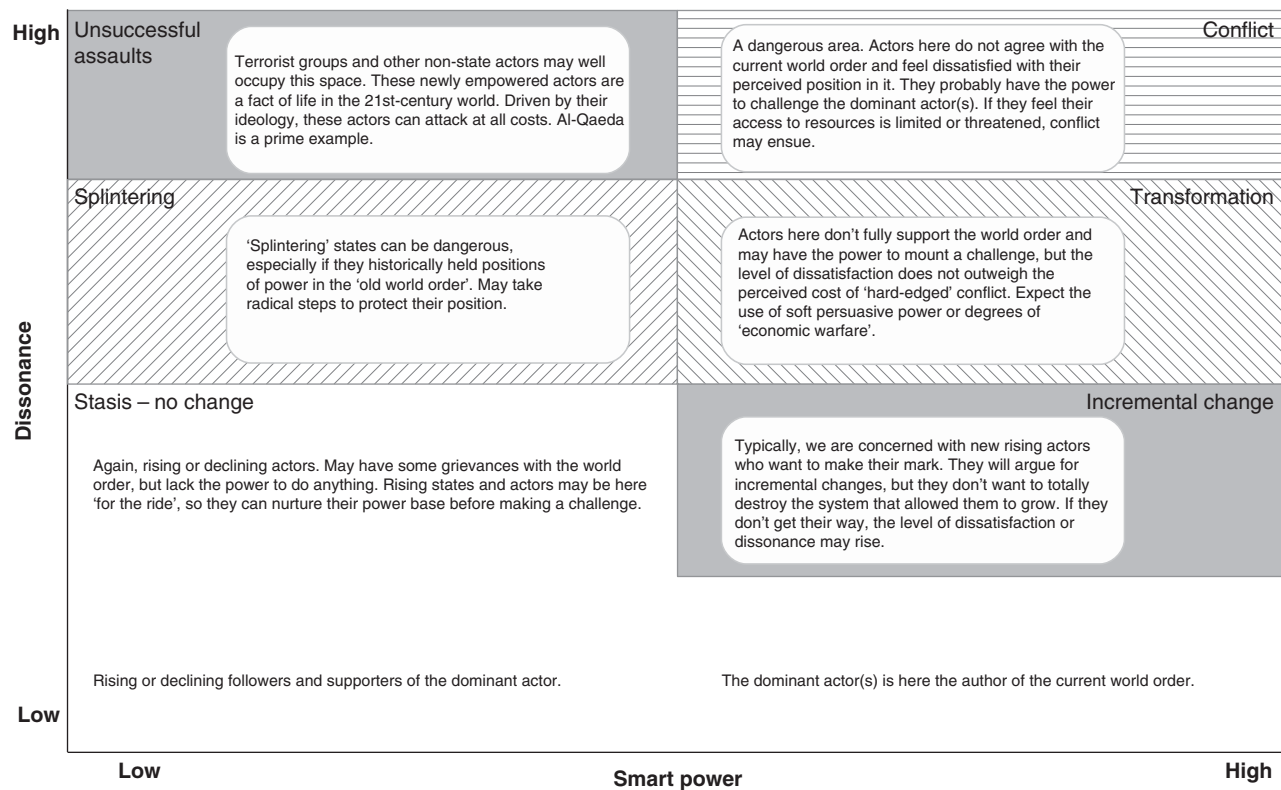 High
Unsuccessful
assaults
Terrorist groups and other non-state actors may well
occupy this space. These newly empowered actors are
a fact of life in the 21st-century world. Driven by their
ideology, these actors can attack at all costs. Al-Qaeda
is a prime example.
Conflict
A dangerous area. Actors here do not agree with the
current world order and feel dissatisfied with their
perceived position in it. They probably have the power
to challenge the dominant actor(s). If they feel their
access to resources is limited or threatened, conflict
may ensue.
Splintering
‘Splintering’ states can be dangerous,
especially if they historically held positions
of power in the ‘old world order’. May take
radical steps to protect their position.
Transformation
Actors here don’t fully support the world order and
may have the power to mount a challenge, but the
level of dissatisfaction does not outweigh the
perceived cost of ‘hard-edged’ conflict. Expect the
use of soft persuasive power or degrees of
‘economic warfare’.
Dissonance
Stasis – no change
Again, rising or declining actors. May have some grievances with the world
order, but lack the power to do anything. Rising states and actors may be here
‘for the ride’, so they can nurture their power base before making a challenge.
Incremental change
Typically, we are concerned with new rising actors
who want to make their mark. They will argue for
incremental changes, but they don’t want to totally
destroy the system that allowed them to grow. If they
don’t get their way, the level of dissatisfaction or
dissonance may rise.
Rising or declining followers and supporters of the dominant actor.
The dominant actor(s) is here the author of the current world order.
Low
Low
Smart power
High